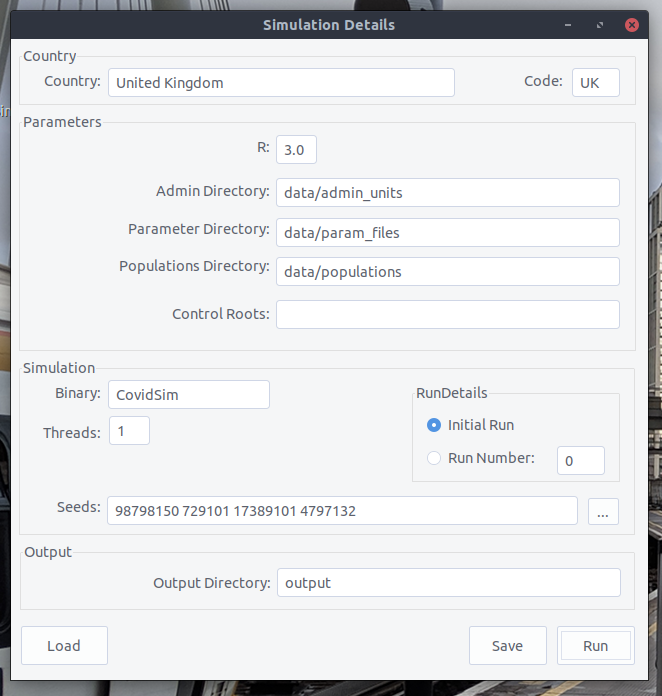 Simulation Details
Country
Country: United Kingdom Code: UK
Parameters
R: 3.0
Admin Directory: data/admin_units
Parameter Directory: data/param_files
Populations Directory: data/populations
Control Roots:
Simulation
Binary: CovidSim
Threads: 1
RunDetails
Initial Run
Run Number: 0
Seeds: 98798150 729101 17389101 4797132 ...
Output
Output Directory: output
Load Save Run